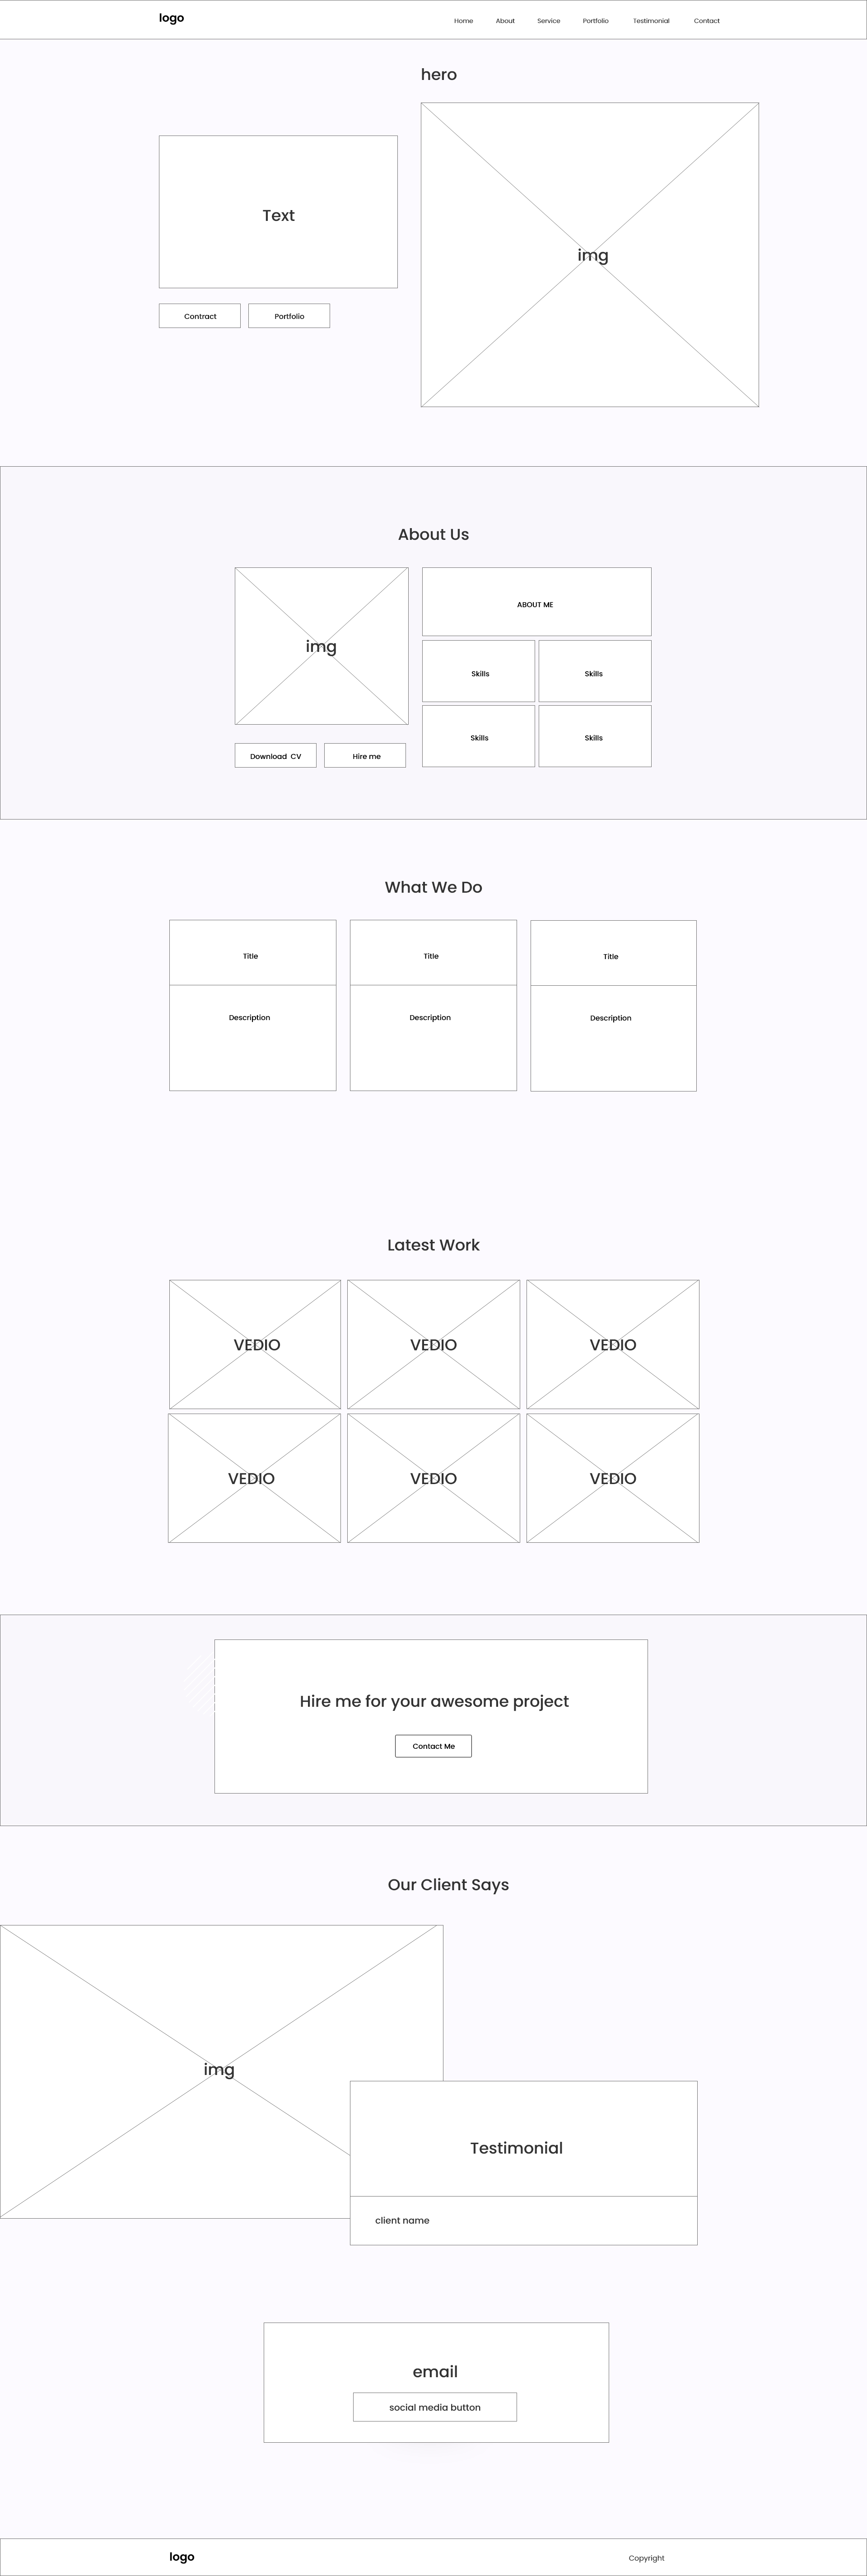 logo
Home
About
Service
Portfolio
Testimonial
Contact
hero
Text
img
Contract
Portfolio
About Us
img
ABOUT ME
Skills
Skills
Skills
Skills
Download  CV
Hire me
What We Do
Title
Title
Title
Description
Description
Description
Latest Work
VEDIO
VEDIO
VEDIO
VEDIO
VEDIO
VEDIO
Hire me for your awesome project
Contact Me
Our Client Says
img
Testimonial
client name
email
social media button
logo
Copyright